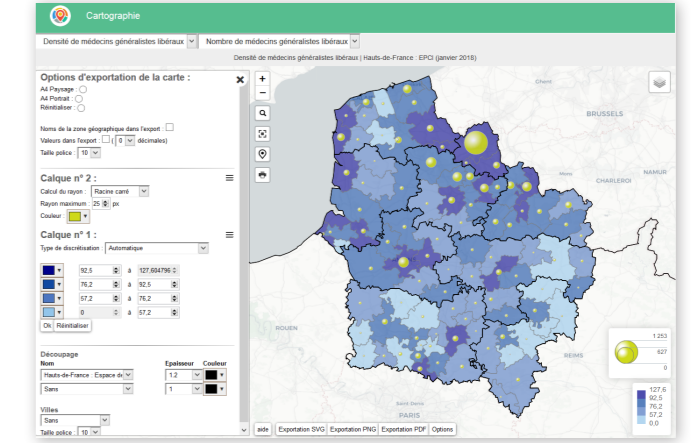 Cartographie
Densité de médecins généralistes libéraux
Nombre de médecins généralistes libéraux
Densité de médecins généralistes libéraux | Hauts-de-France : EPCI (janvier 2018)
Options d'exportation de la carte :
A4 Paysage :
A4 Portrait :
Réinitialiser :
Noms de la zone géographique dans l'export :
Valeurs dans l'export : ( 0 décimales)
Taille police : 10
Calque n° 2 :
Calcul du rayon : Racine carré
Rayon maximum : 25 px
Couleur
Calque n° 1 :
Type de discrétisation : Automatique
92,5 à 127,604796
76,2 à 92,5
57,2 à 76,2
0 à 57,2
Ok Réinitialiser
Découpage
Nom Epaisseur Couleur
Hauts-de-France : Espace de 1.2
Sans 1
Villes
Sans
Taille police : 10
+
−
Ghent
BRUSSELS
Mons
CHARLEROI
NAMUR
ROUEN
REIMS
Saint-Denis
PARIS
1 253
627
0
127,6
92,5
76,2
57,2
0,0
aide Exportation SVG Exportation PNG Exportation PDF Options